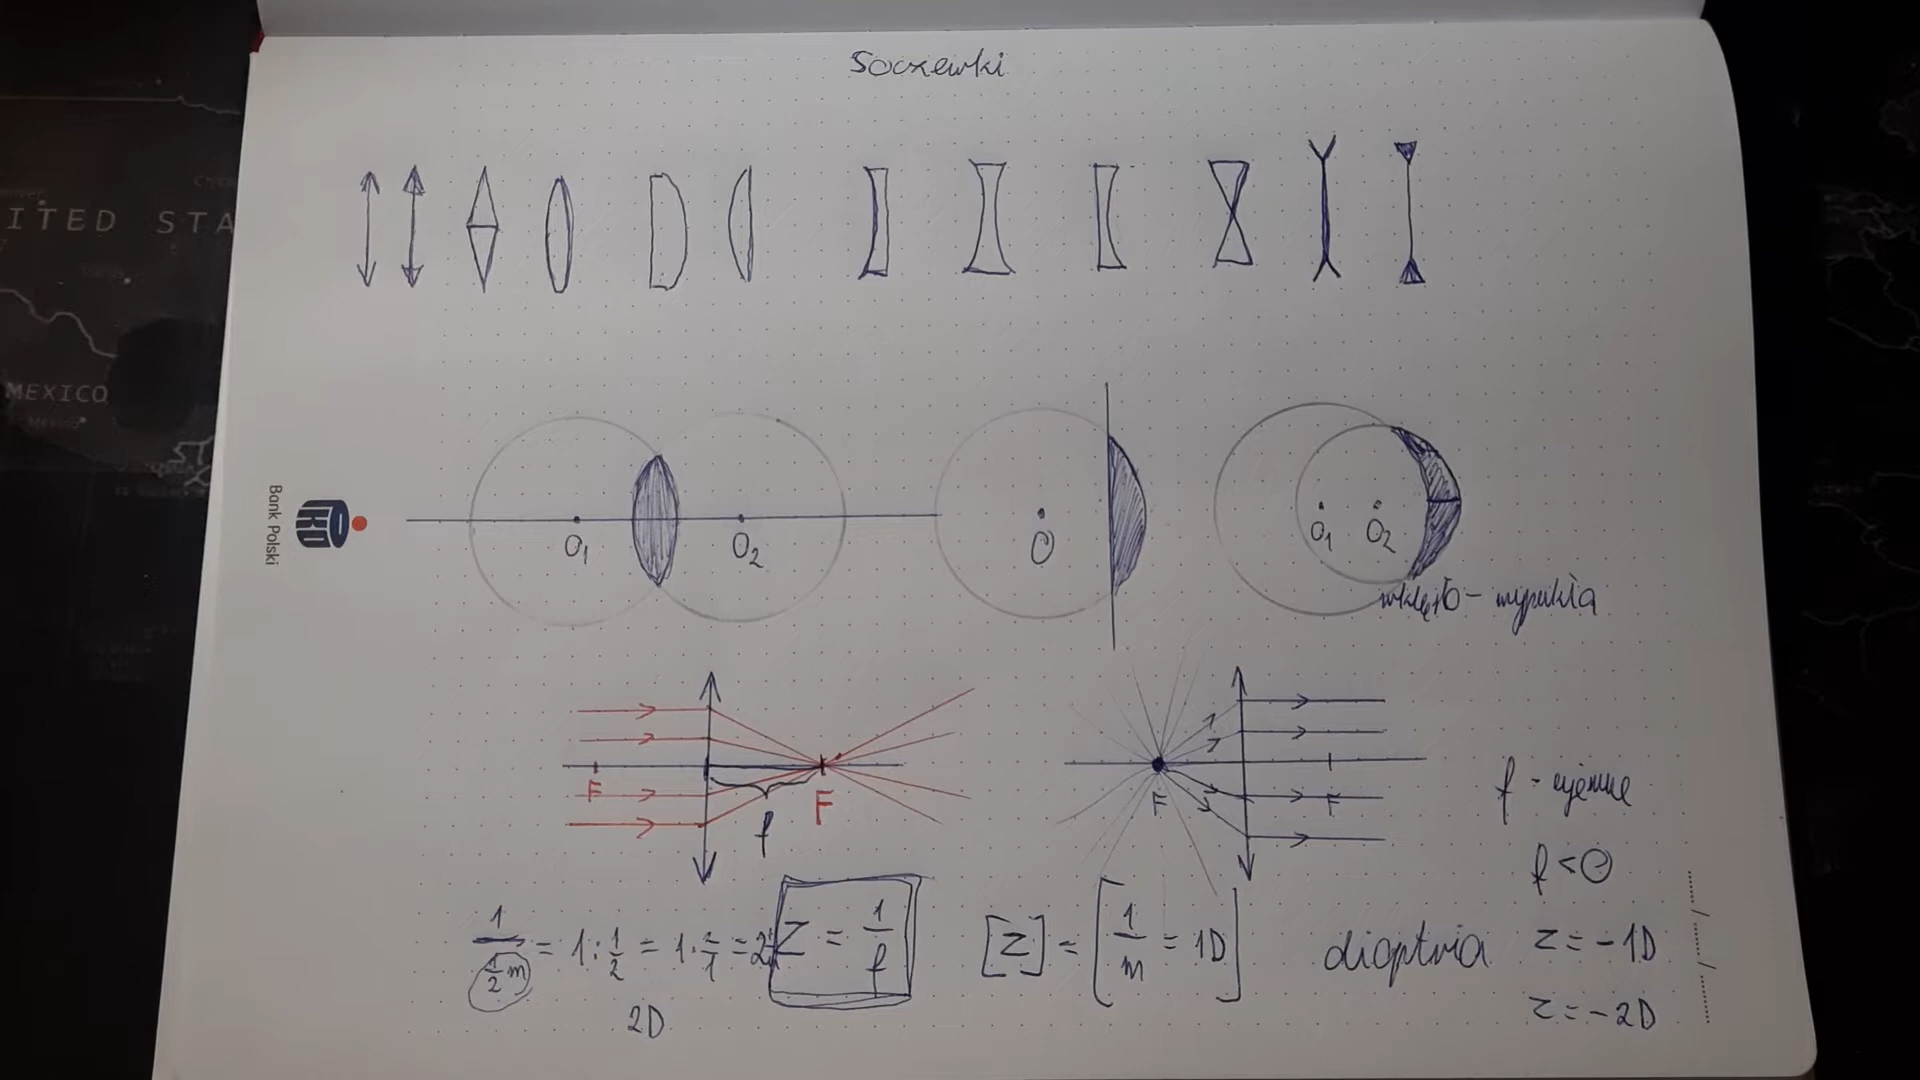 Soczewki
ITED STA
MEXICO
Bank Polski
O₁ O₂ O O₁ O₂
wklęsło - wypukła
F F f F F
f - ujemne
f < 0
1/(1/2 m) = 1 : 1/2 = 1 · 2/1 = 2 Z = 1/f [Z] = [1/m = 1D] dioptria z = -1D
2D z = -2D